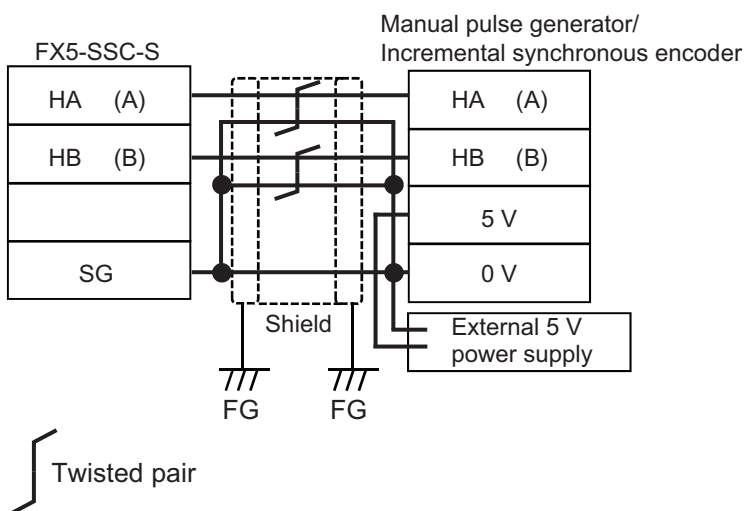 Manual pulse generator/
FX5-SSC-S
Incremental synchronous encoder
HA (A)
HA (A)
HB (B)
HB (B)
5 V
SG
0 V
Shield
External 5 V
power supply
FG
FG
Twisted pair